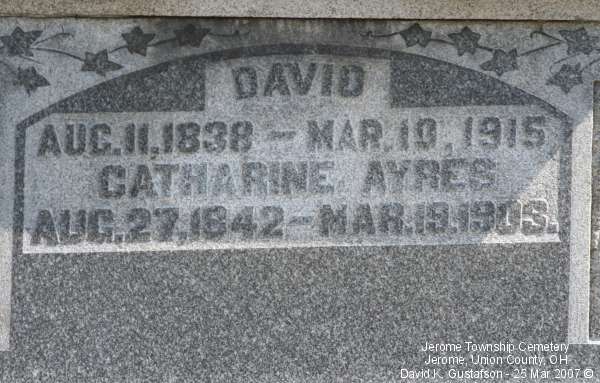 DAVID
AUG. 11, 1838 - MAR. 10, 1915
CATHARINE AYRES
AUG. 27, 1842 - MAR. 19, 1903.
Jerome Township Cemetery
Jerome, Union County, OH
David K. Gustafson - 25 Mar 2007 ©